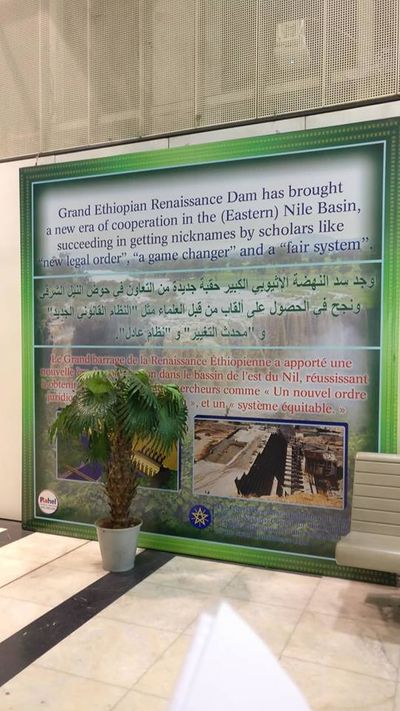 Grand Ethiopian Renaissance Dam has brought
a new era of cooperation in the (Eastern) Nile Basin,
succeeding in getting nicknames by scholars like
"new legal order", "a game changer" and a "fair system".
وجد سد النهضة الأثيوبي الكبير حقبة جديدة من التعاون في حوض النيل الشرقي
ونجح في الحصول على ألقاب من قبل العلماء مثل "النظام القانوني الجديد"
و "محدث التغيير" و "نظام عادل".
Le Grand barrage de la Renaissance Éthiopienne a apporté une
nouvelle dans le bassin de l'est du Nil, réussissant
chercheurs comme « Un nouvel ordre
», et un « système équitable. »
Rahel